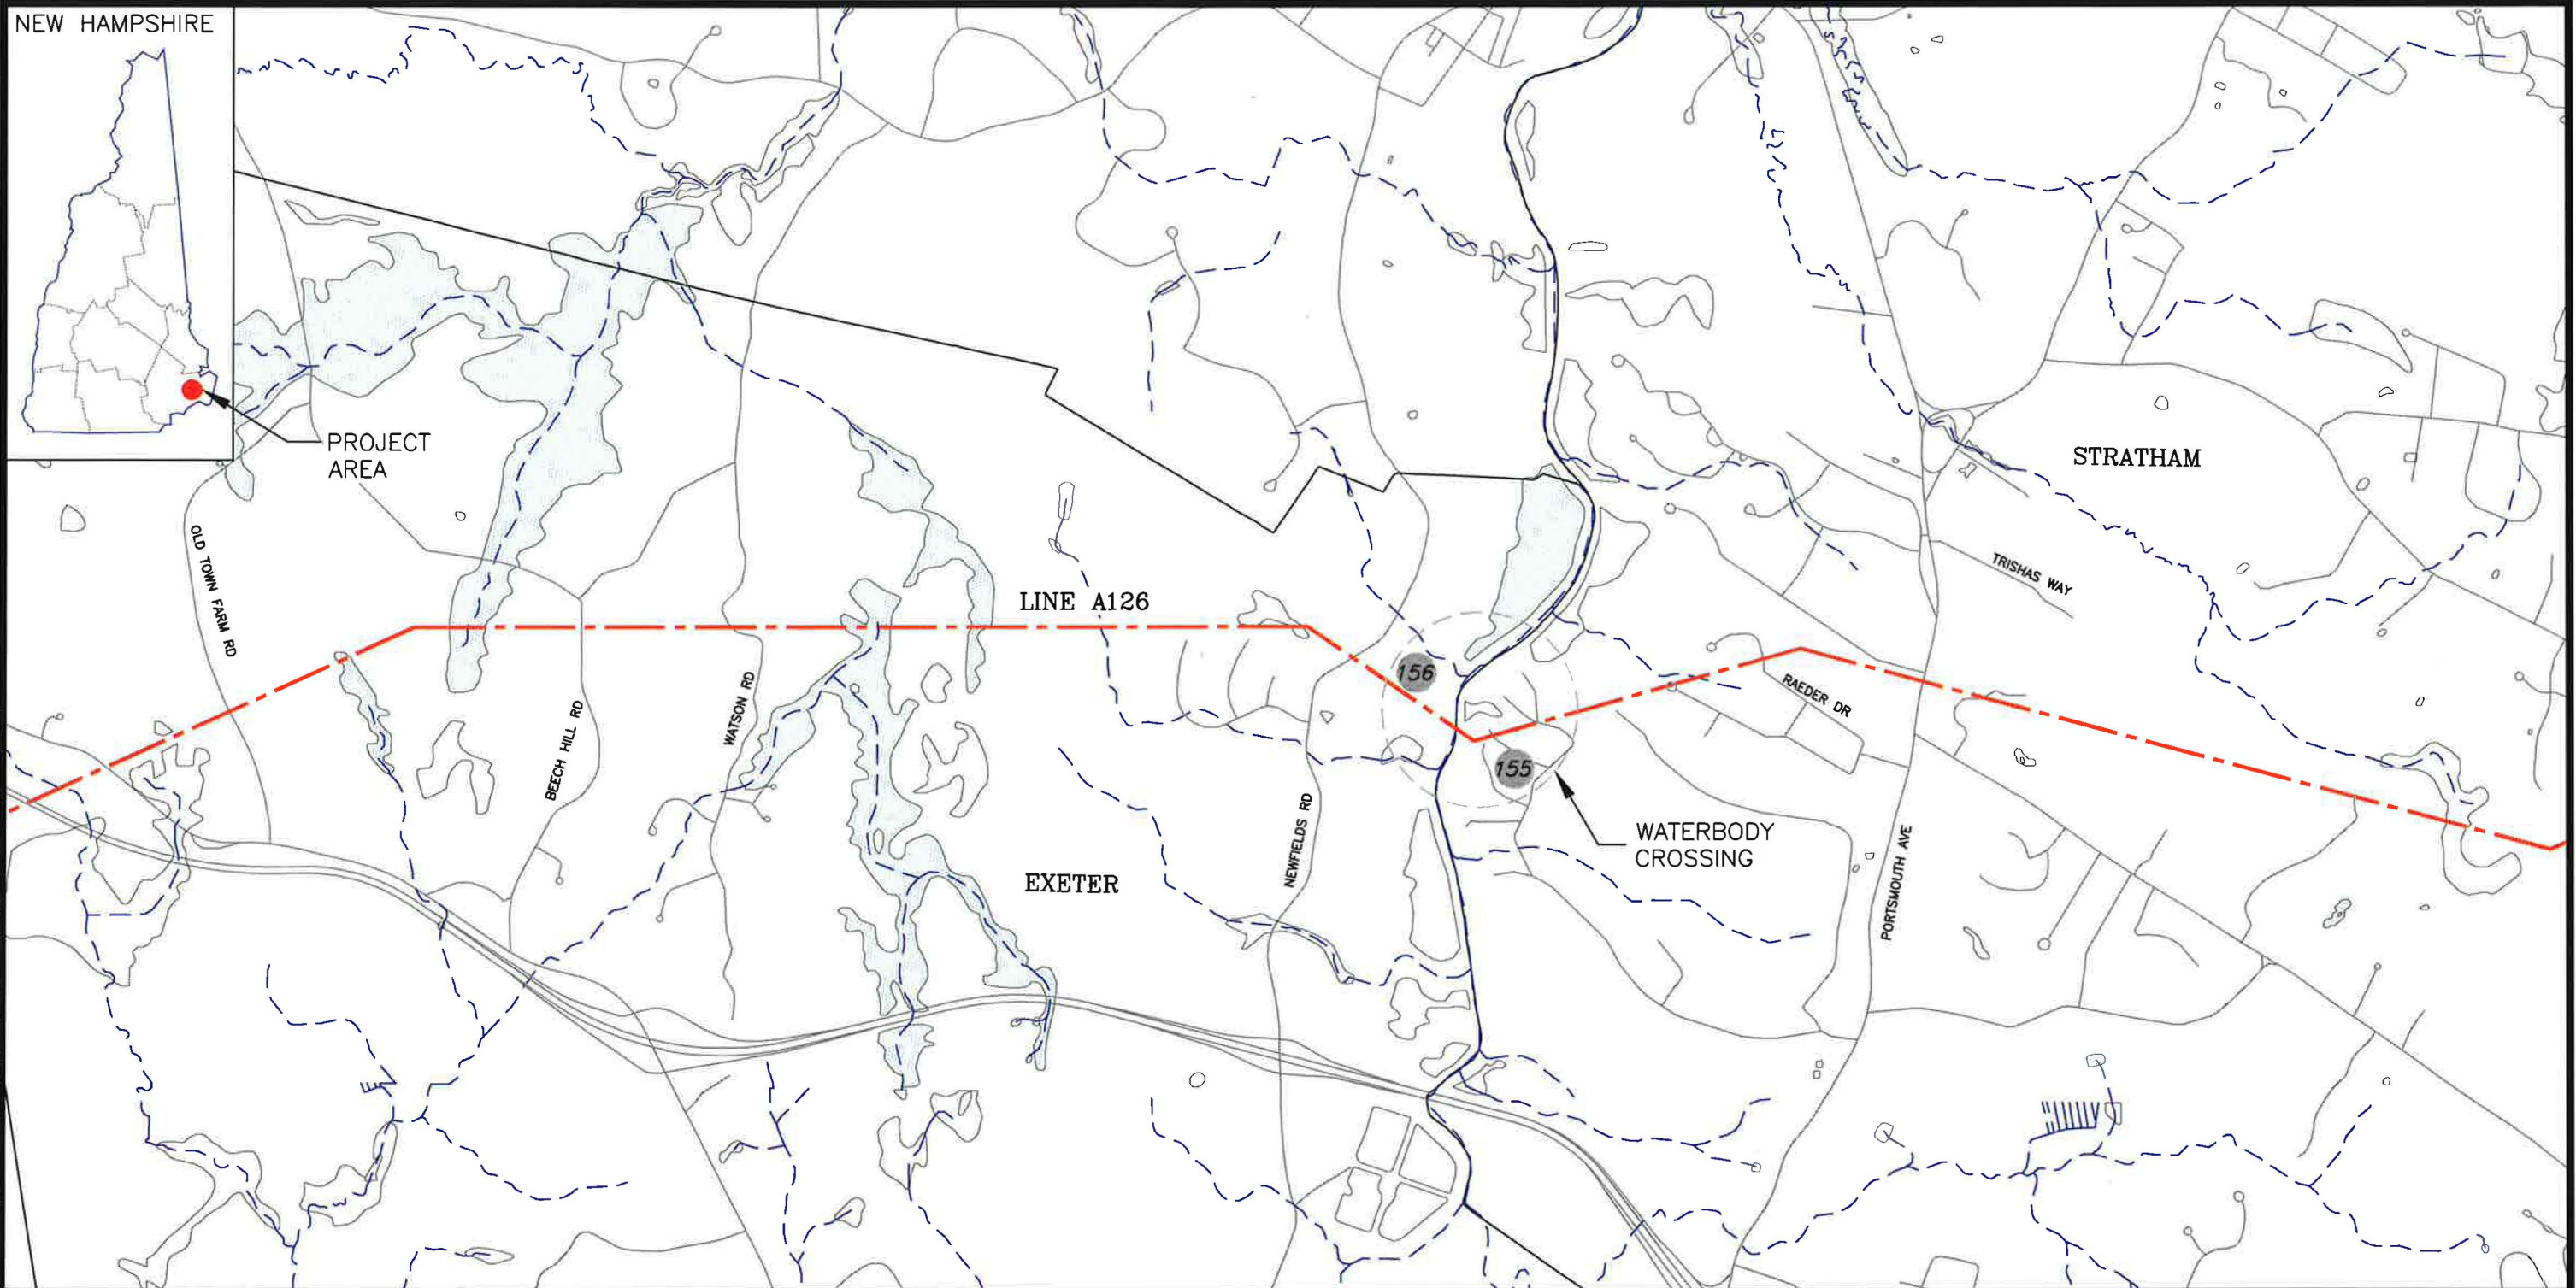 NEW HAMPSHIRE
PROJECT
AREA
STRATHAM
OLD TOWN FARM RD
TRISHAS WAY
LINE A126
156
RAEDER DR
WATSON RD
BEECH HILL RD
155
WATERBODY
CROSSING
NEWFIELDS RD
PORTSMOUTH AVE
EXETER